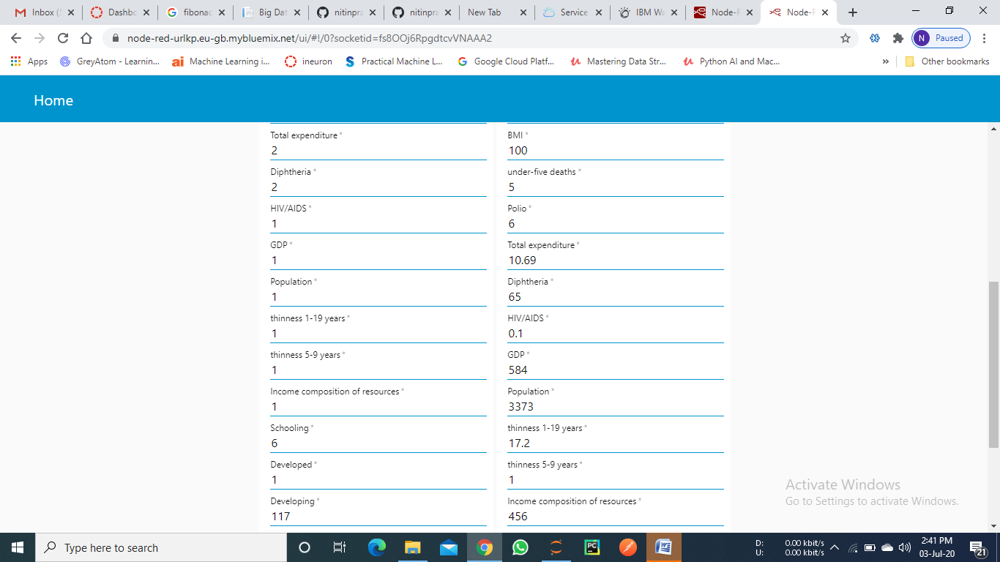 Inbox (
Dashbo
fibonac
Big Dat
nitinpra
nitinpra
New Tab
Service
IBM Wa
Node-R
Node-R
node-red-urlkp.eu-gb.mybluemix.net/ui/#!/0?socketid=fs8OOj6RpgdtcvVNAAA2
N Paused
Apps
GreyAtom - Learnin...
ai Machine Learning i...
ineuron
Practical Machine L...
Google Cloud Platf...
Mastering Data Str...
Python AI and Mac...
» Other bookmarks
Home
Total expenditure *
2
Diphtheria *
2
HIV/AIDS *
1
GDP *
1
Population *
1
thinness 1-19 years *
1
thinness 5-9 years *
1
Income composition of resources *
1
Schooling *
6
Developed *
1
Developing *
117
BMI *
100
under-five deaths *
5
Polio *
6
Total expenditure *
10.69
Diphtheria *
65
HIV/AIDS *
0.1
GDP *
584
Population *
3373
thinness 1-19 years *
17.2
thinness 5-9 years *
1
Income composition of resources *
456
Activate Windows
Go to Settings to activate Windows.
Type here to search
PC
W
D: 0.00 kbit/s
U: 0.00 kbit/s
2:41 PM
03-Jul-20
21